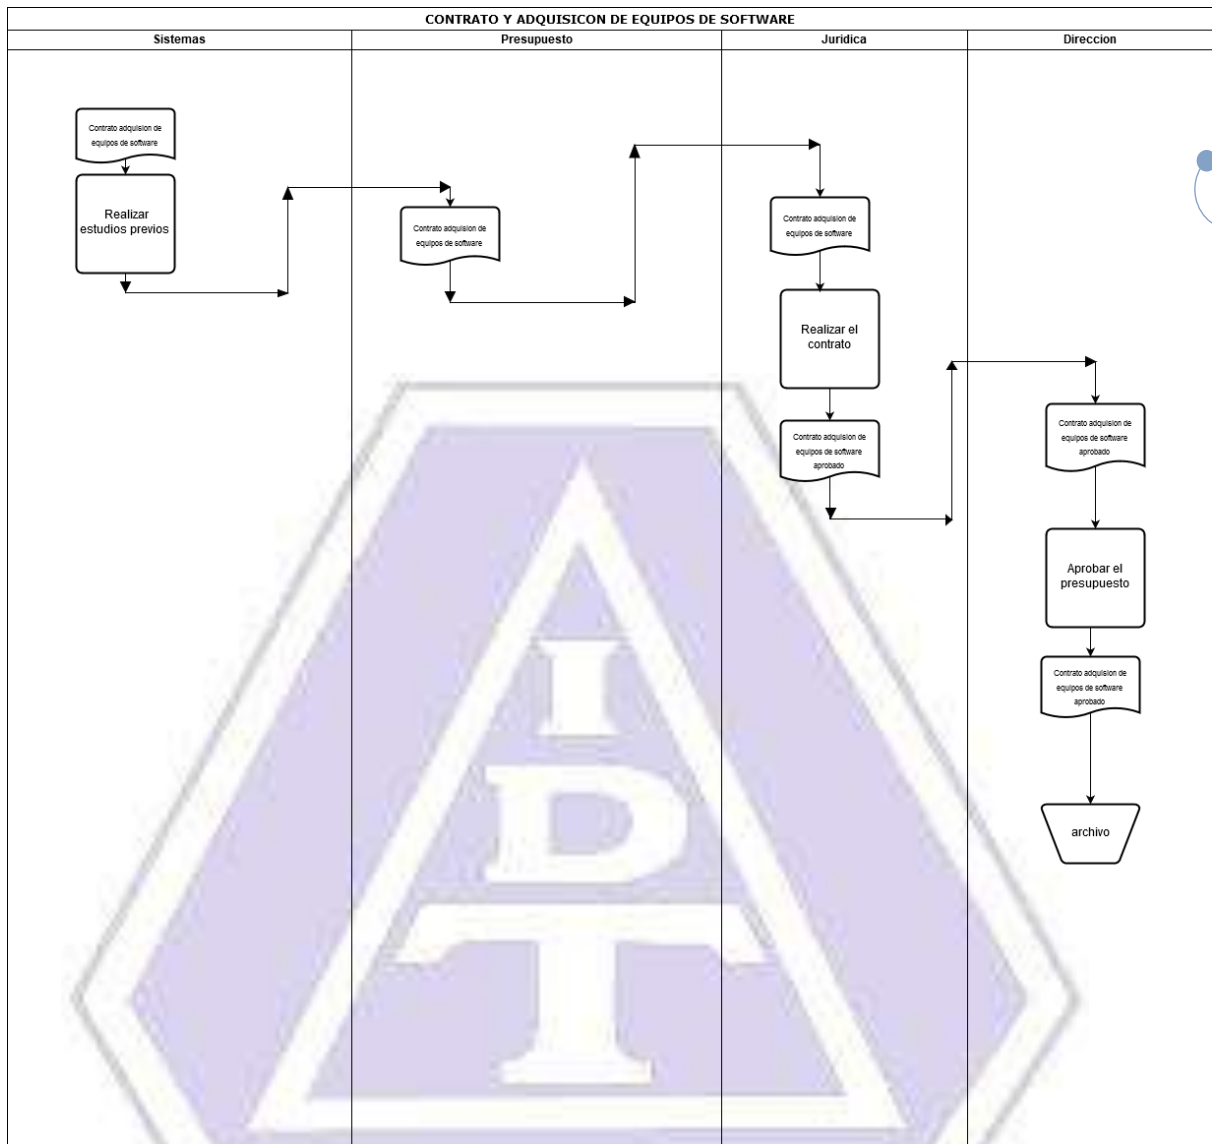 CONTRATO Y ADQUISICON DE EQUIPOS DE SOFTWARE
Sistemas
Presupuesto
Juridica
Direccion
Contrato adquision de
equipos de software
Realizar
estudios previos
Contrato adquision de
equipos de software
Contrato adquision de
equipos de software
Realizar el
contrato
Contrato adquision de
equipos de software
aprobado
Contrato adquision de
equipos de software
aprobado
Aprobar el
presupuesto
Contrato adquision de
equipos de software
aprobado
archivo
I
D
T